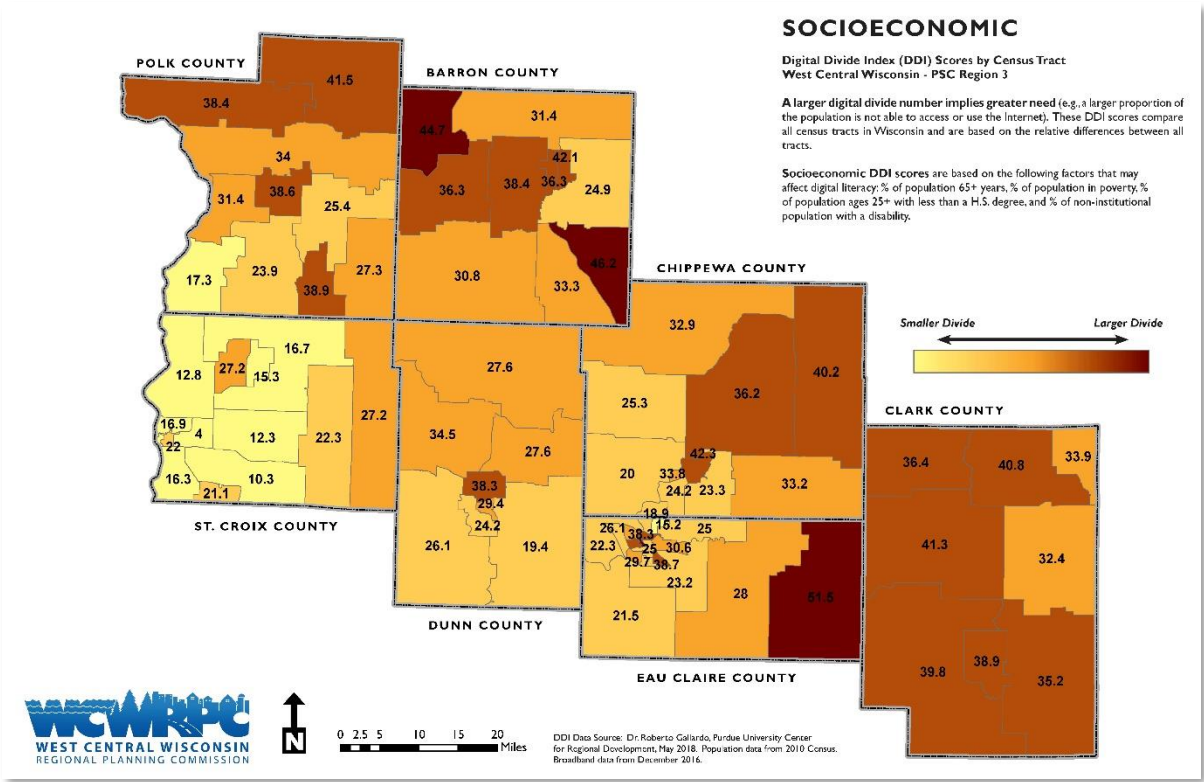 SOCIOECONOMIC
Digital Divide Index (DDI) Scores by Census Tract
West Central Wisconsin - PSC Region 3
A larger digital divide number implies greater need (e.g., a larger proportion of
the population is not able to access or use the Internet). These DDI scores compare
all census tracts in Wisconsin and are based on the relative differences between all
tracts.
Socioeconomic DDI scores are based on the following factors that may
affect digital literacy: % of population 65+ years, % of population in poverty, %
of population ages 25+ with less than a H.S. degree, and % of non-institutional
population with a disability.
Smaller Divide
Larger Divide
POLK COUNTY
41.5
38.4
34
38.6
31.4
25.4
17.3
23.9
38.9
27.3
BARRON COUNTY
44.7
31.4
42.1
36.3
38.4
36.3
24.9
46.2
30.8
33.3
16.7
12.8
27.2
15.3
27.2
16.9
4
22
12.3
22.3
16.3
10.3
21.1
ST. CROIX COUNTY
27.6
34.5
27.6
38.3
29.4
24.2
26.1
19.4
DUNN COUNTY
CHIPPEWA COUNTY
32.9
40.2
36.2
25.3
42.3
20
33.8
24.2
23.3
33.2
18.9
26.1
15.2
25
38.3
22.3
25
30.6
29.7
38.7
23.2
28
51.5
21.5
EAU CLAIRE COUNTY
CLARK COUNTY
36.4
40.8
33.9
41.3
32.4
39.8
38.9
35.2
WCWRPC
WEST CENTRAL WISCONSIN
REGIONAL PLANNING COMMISSION
N
0 2.5 5 10 15 20
Miles
DDI Data Source: Dr. Roberto Gallardo, Purdue University Center
for Regional Development, May 2018. Population data from 2010 Census.
Broadband data from December 2016.